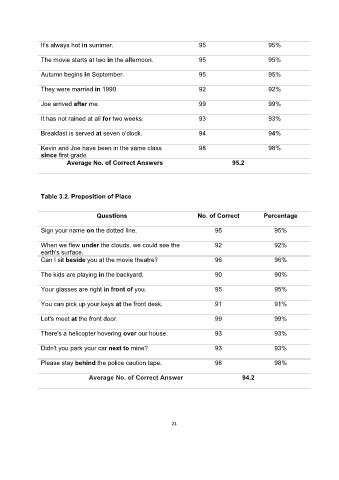 It's always hot in summer. 95 95%
The movie starts at two in the afternoon. 95 95%
Autumn begins in September. 95 95%
They were married in 1990. 92 92%
Joe arrived after me. 99 99%
It has not rained at all for two weeks. 93 93%
Breakfast is served at seven o'clock. 94 94%
Kevin and Joe have been in the same class 98 98%
since first grade
Average No. of Correct Answers 95.2
Table 3.2. Preposition of Place
Questions No. of Correct Percentage
Sign your name on the dotted line. 95 95%
When we flew under the clouds, we could see the 92 92%
earth's surface.
Can I sit beside you at the movie theatre? 96 96%
The kids are playing in the backyard. 90 90%
Your glasses are right in front of you. 95 95%
You can pick up your keys at the front desk. 91 91%
Let's meet at the front door. 99 99%
There's a helicopter hovering over our house. 93 93%
Didn't you park your car next to mine? 93 93%
Please stay behind the police caution tape. 98 98%
Average No. of Correct Answer 94.2
21